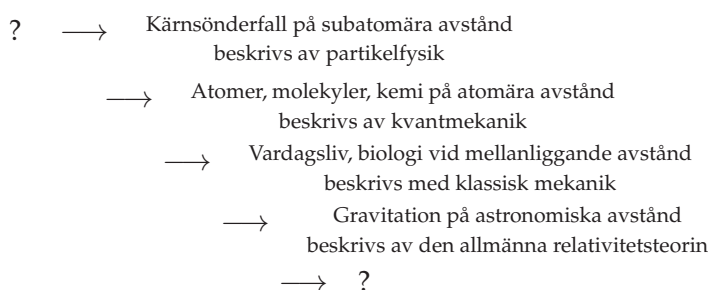 ? ⟶ Kärnsönderfall på subatomära avstånd
beskrivs av partikelfysik
⟶ Atomer, molekyler, kemi på atomära avstånd
beskrivs av kvantmekanik
⟶ Vardagsliv, biologi vid mellanliggande avstånd
beskrivs med klassisk mekanik
⟶ Gravitation på astronomiska avstånd
beskrivs av den allmänna relativitetsteorin
⟶ ?